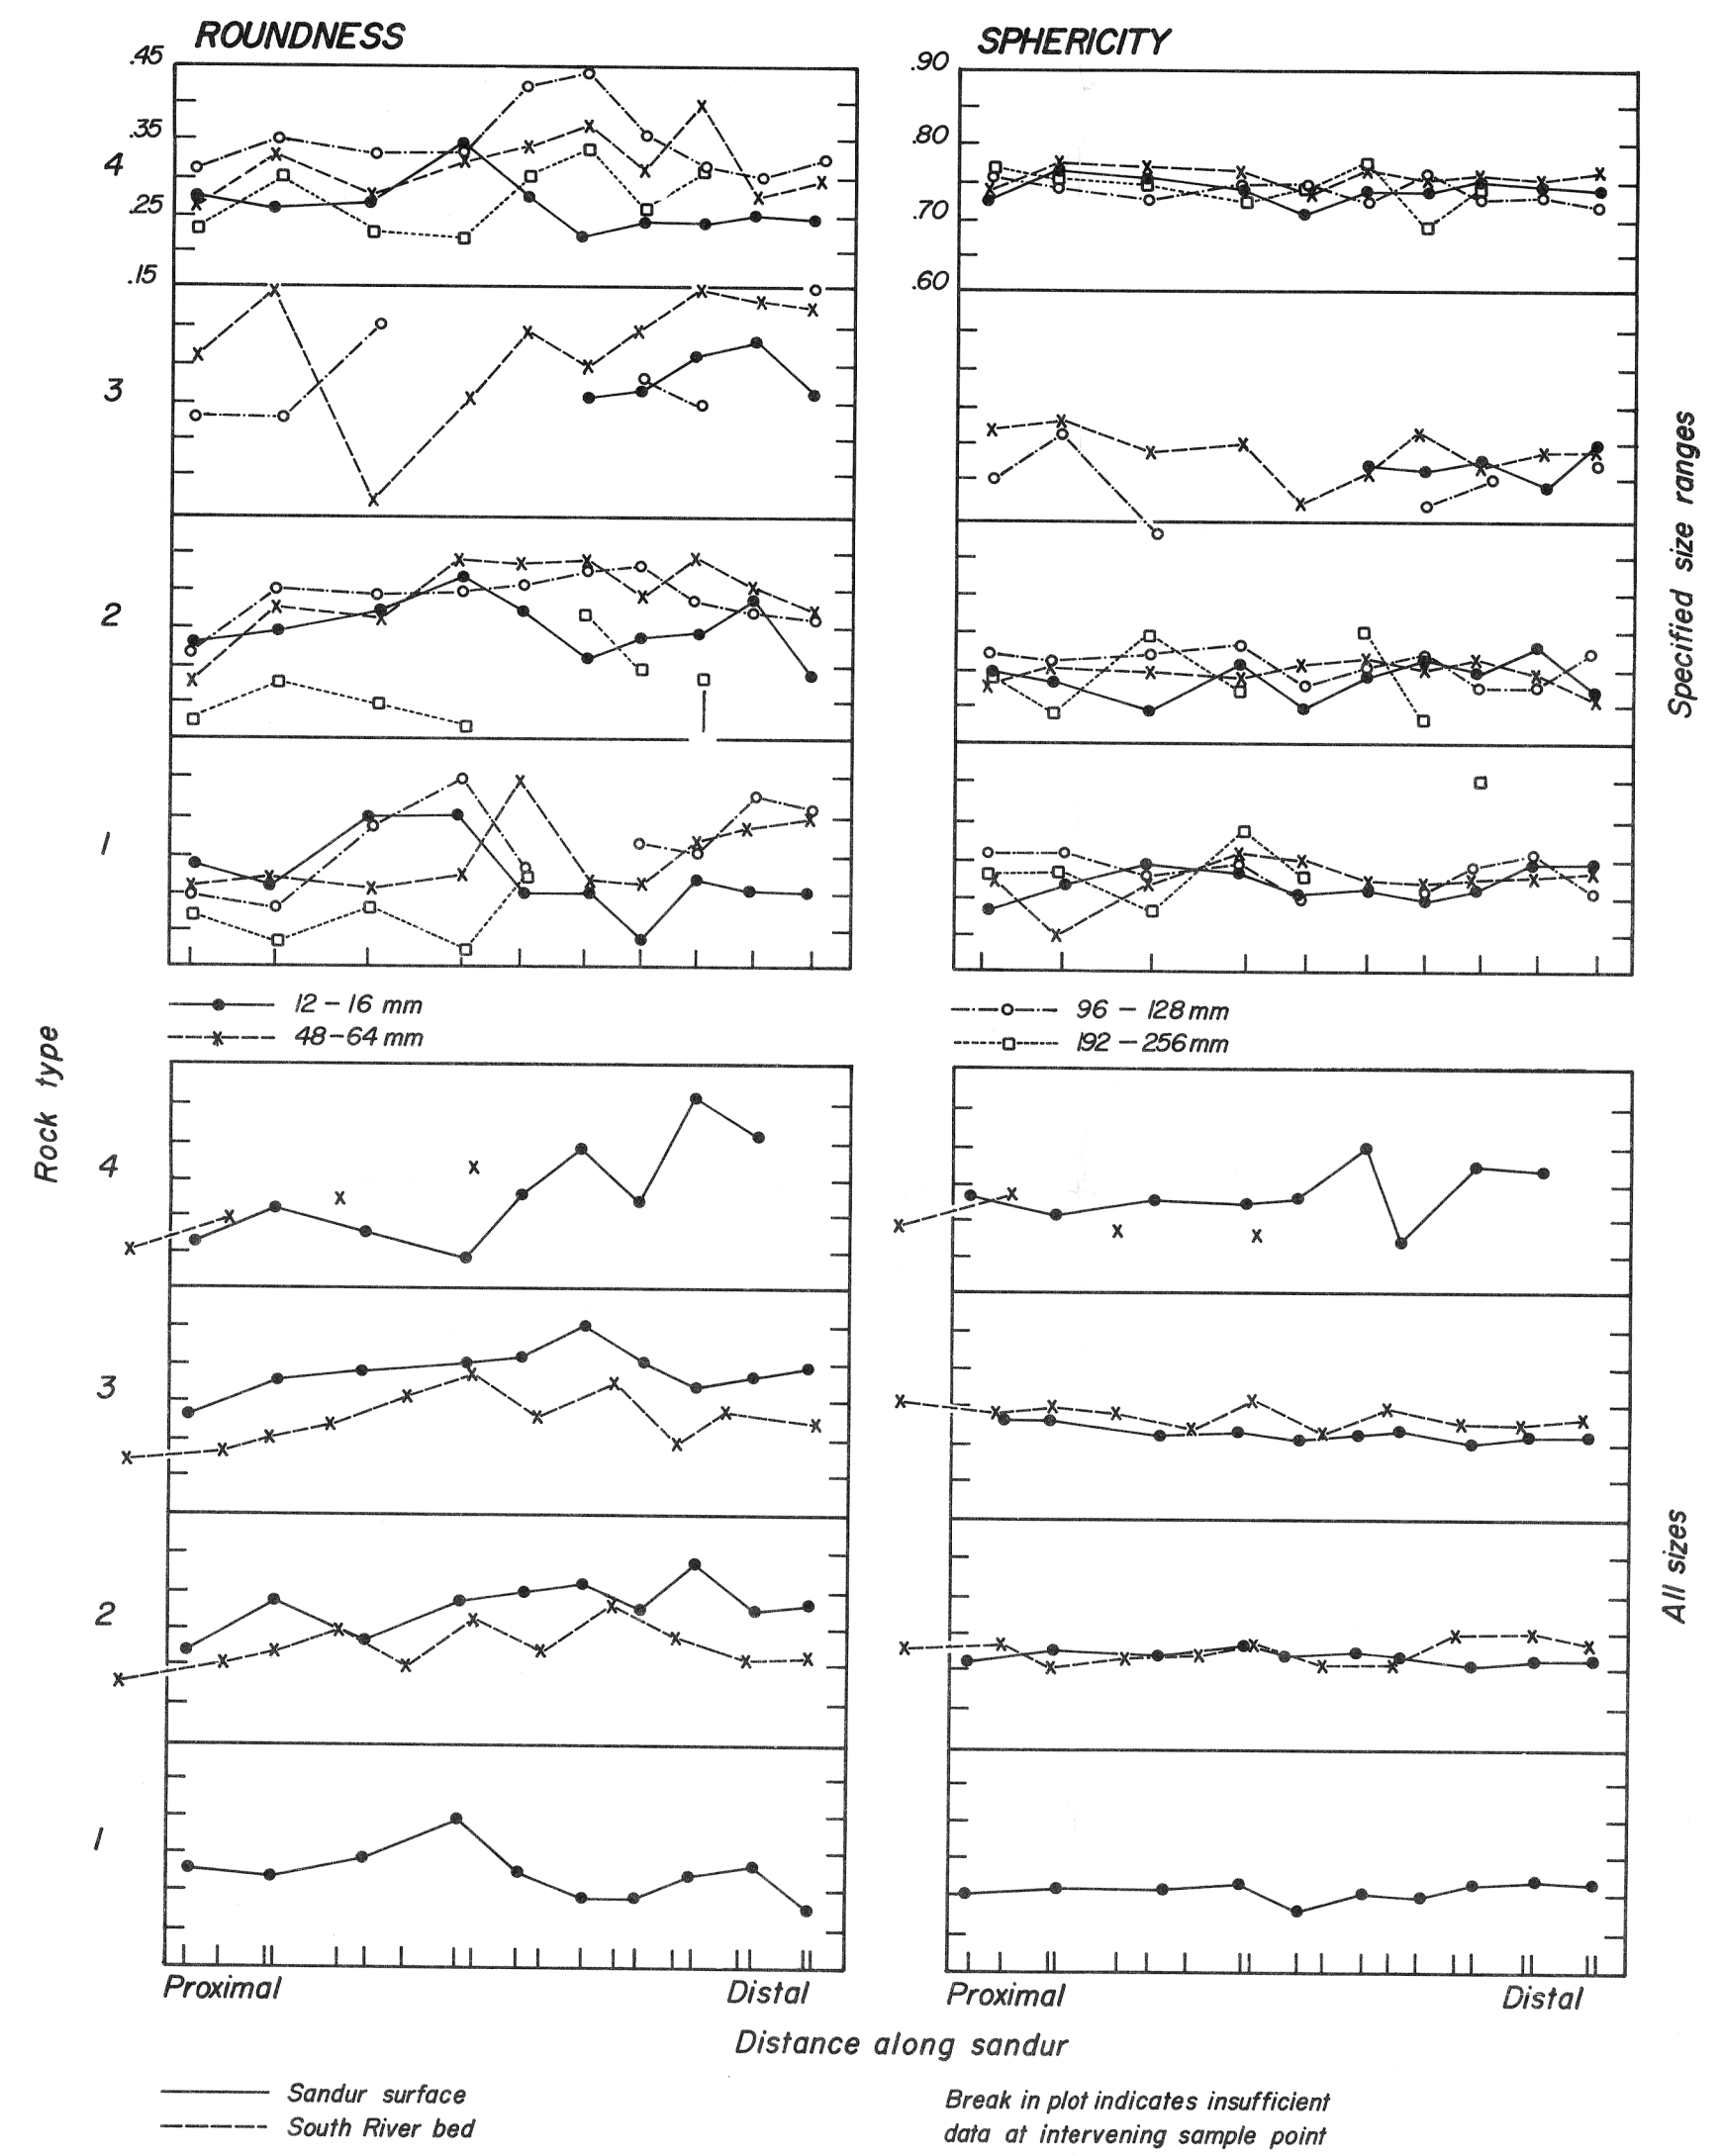 ROUNDNESS
SPHERICITY
.45
.35
4
.25
.15
3
2
1
.90
.80
.70
.60
Specified size ranges
12 – 16 mm
48 – 64 mm
96 – 128 mm
192 – 256 mm
Rock type
4
3
2
1
All sizes
Proximal
Distal
Proximal
Distal
Distance along sandur
Sandur surface
South River bed
Break in plot indicates insufficient
data at intervening sample point